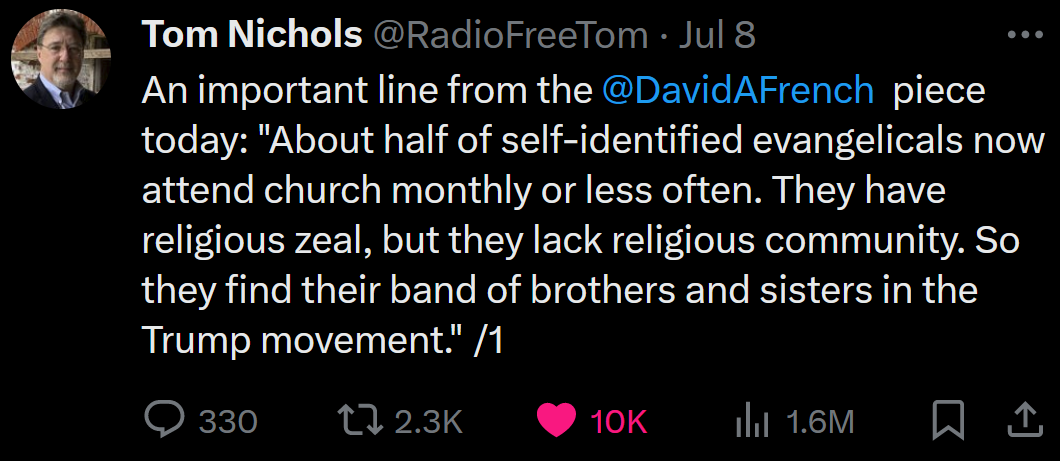 Tom Nichols @RadioFreeTom · Jul 8
An important line from the @DavidAFrench piece
today: "About half of self-identified evangelicals now
attend church monthly or less often. They have
religious zeal, but they lack religious community. So
they find their band of brothers and sisters in the
Trump movement." /1
330 2.3K 10K 1.6M